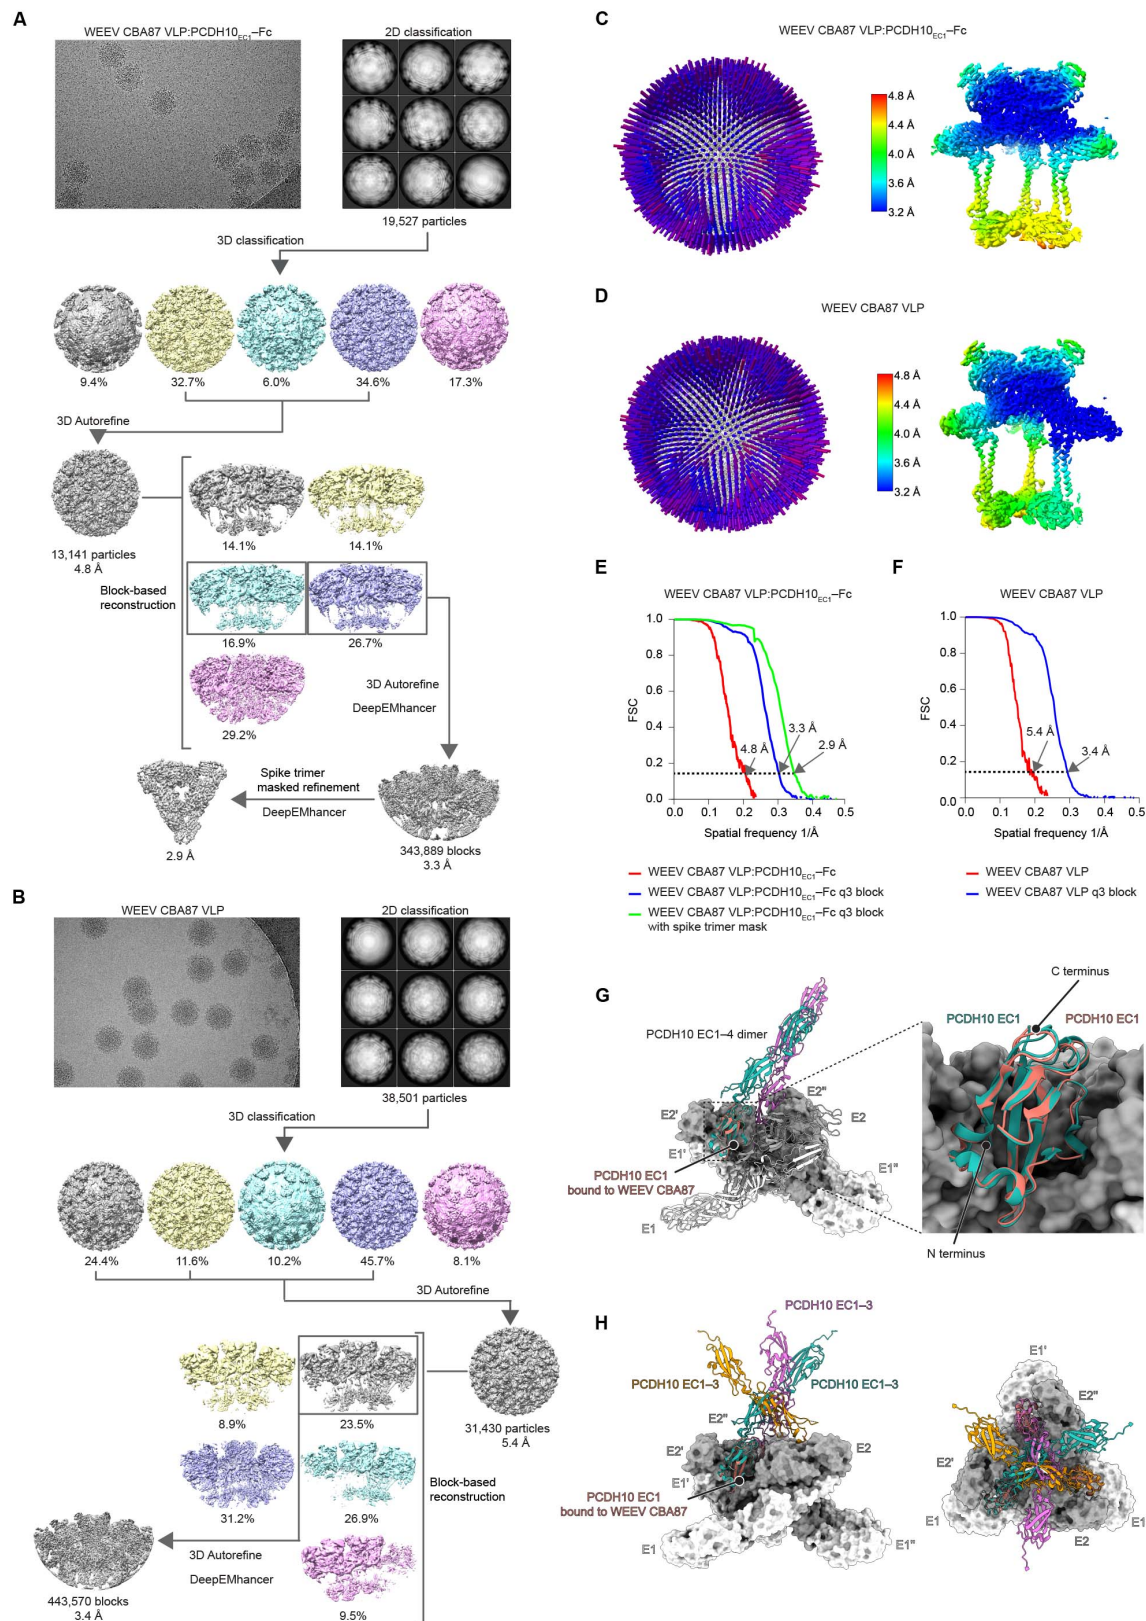 A
WEEV CBA87 VLP:PCDH10EC1–Fc
2D classification
19,527 particles
3D classification
9.4%
32.7%
6.0%
34.6%
17.3%
3D Autorefine
13,141 particles
4.8 Å
Block-based
reconstruction
14.1%
14.1%
16.9%
26.7%
29.2%
3D Autorefine
DeepEMhancer
Spike trimer
masked refinement
DeepEMhancer
2.9 Å
343,889 blocks
3.3 Å
B
WEEV CBA87 VLP
2D classification
38,501 particles
3D classification
24.4%
11.6%
10.2%
45.7%
8.1%
3D Autorefine
31,430 particles
5.4 Å
8.9%
23.5%
31.2%
26.9%
9.5%
Block-based
reconstruction
3D Autorefine
DeepEMhancer
443,570 blocks
3.4 Å
C
WEEV CBA87 VLP:PCDH10EC1–Fc
4.8 Å
4.4 Å
4.0 Å
3.6 Å
3.2 Å
D
WEEV CBA87 VLP
4.8 Å
4.4 Å
4.0 Å
3.6 Å
3.2 Å
E
WEEV CBA87 VLP:PCDH10EC1–Fc
FSC
1.0
0.8
0.6
0.4
0.2
0.0
4.8 Å
3.3 Å
2.9 Å
0.0 0.1 0.2 0.3 0.4 0.5
Spatial frequency 1/Å
WEEV CBA87 VLP:PCDH10EC1–Fc
WEEV CBA87 VLP:PCDH10EC1–Fc q3 block
WEEV CBA87 VLP:PCDH10EC1–Fc q3 block
with spike trimer mask
F
WEEV CBA87 VLP
FSC
1.0
0.8
0.6
0.4
0.2
0.0
5.4 Å
3.4 Å
0.0 0.1 0.2 0.3 0.4 0.5
Spatial frequency 1/Å
WEEV CBA87 VLP
WEEV CBA87 VLP q3 block
G
PCDH10 EC1–4 dimer
E2'
E2"
E2
E1'
E1"
PCDH10 EC1
bound to WEEV CBA87
E1
C terminus
PCDH10 EC1
PCDH10 EC1
N terminus
H
PCDH10 EC1–3
PCDH10 EC1–3
PCDH10 EC1–3
E2"
E2'
E2
E1'
PCDH10 EC1
bound to WEEV CBA87
E1
E1"
E1'
E2"
E2'
E1
E2
E1"